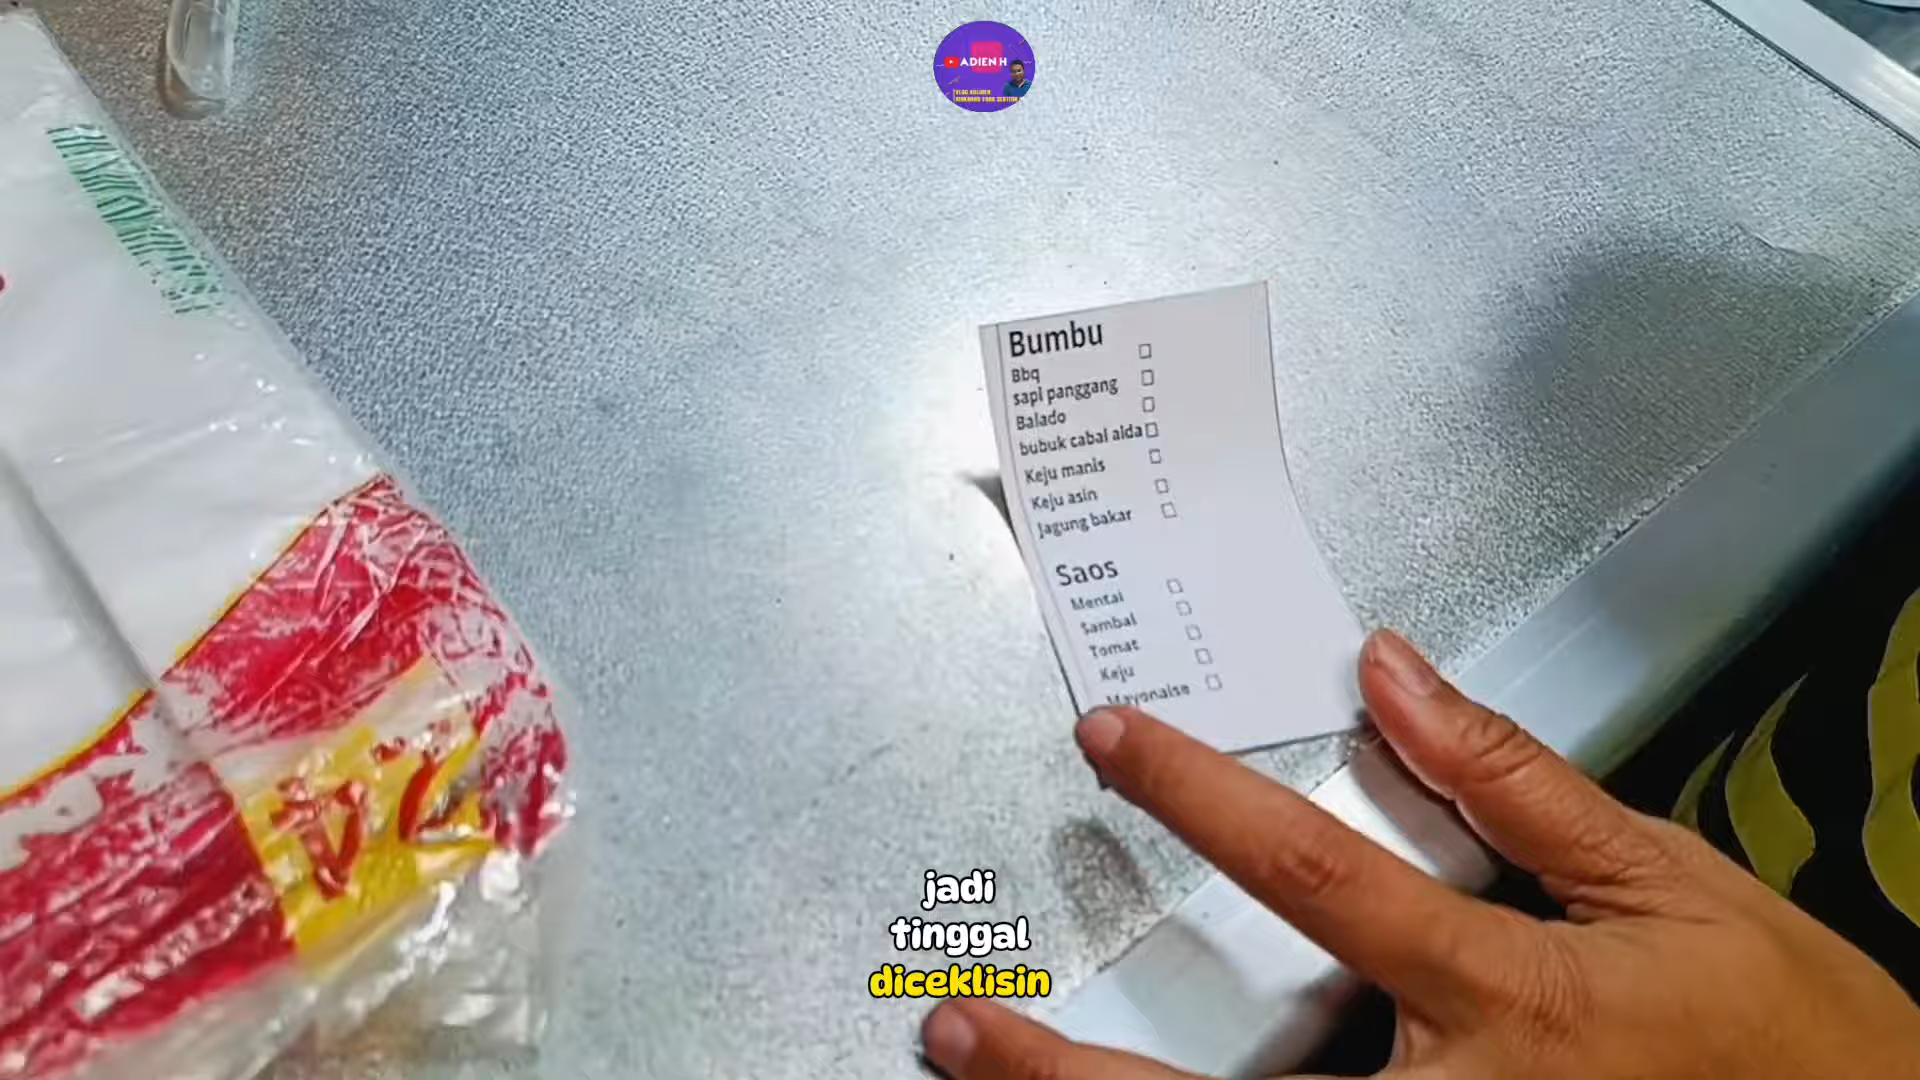 ADIEN H
Bumbu
Bbq
sapi panggang
Balado
bubuk cabai aida
Keju manis
Keju asin
Jagung bakar
Saos
Mentai
Sambal
Tomat
Keju
Mayonaise
jadi
tinggal
diceklisin